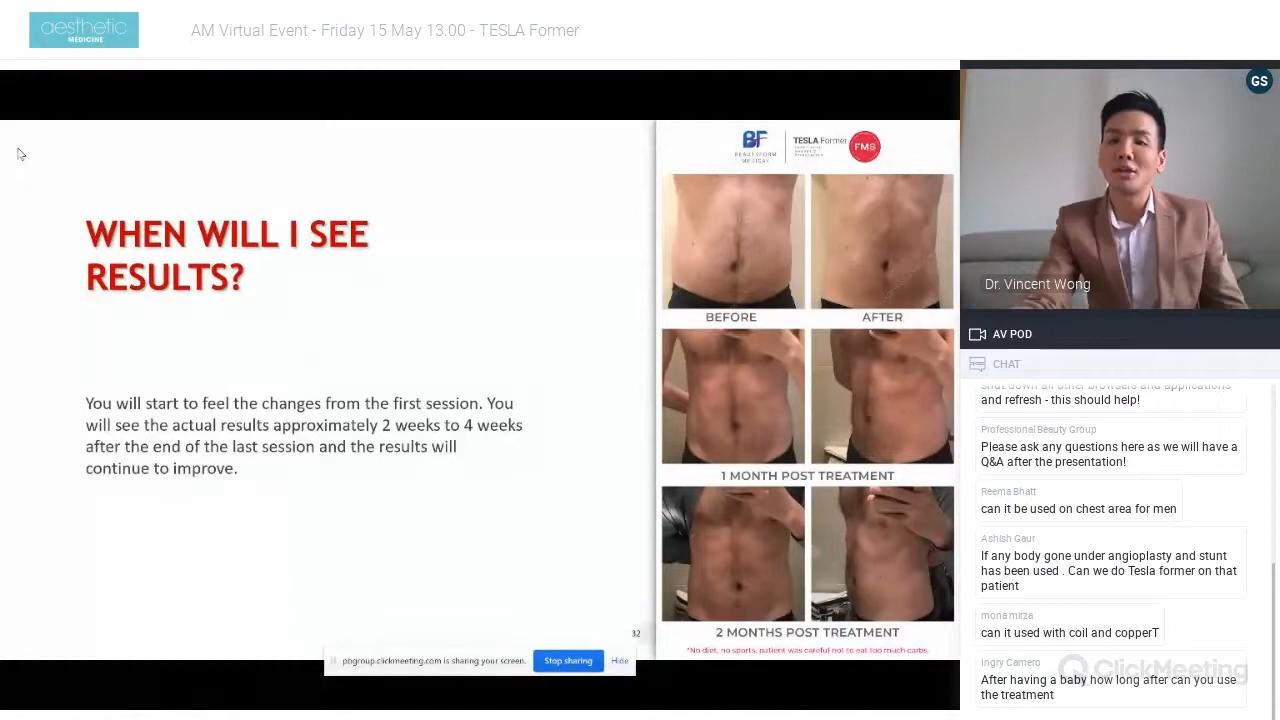 aesthetic
MEDICINE
AM Virtual Event - Friday 15 May 13.00 - TESLA Former
WHEN WILL I SEE
RESULTS?
You will start to feel the changes from the first session. You
will see the actual results approximately 2 weeks to 4 weeks
after the end of the last session and the results will
continue to improve.
32
BF
BEAUTYFORM
MEDICAL
TESLA Former
FMS
BEFORE
AFTER
1 MONTH POST TREATMENT
2 MONTHS POST TREATMENT
*No diet, no sports, patient was careful not to eat too much carbs.
pbgroup.clickmeeting.com is sharing your screen.
Stop sharing
Hide
GS
Dr. Vincent Wong
AV POD
CHAT
shut down all other browsers and applications
and refresh - this should help!
Professional Beauty Group
Please ask any questions here as we will have a
Q&A after the presentation!
Reema Bhatt
can it be used on chest area for men
Ashish Gaur
If any body gone under angioplasty and stunt
has been used . Can we do Tesla former on that
patient
mona mirza
can it used with coil and copperT
Ingry Camero
After having a baby how long after can you use
the treatment
ClickMeeting